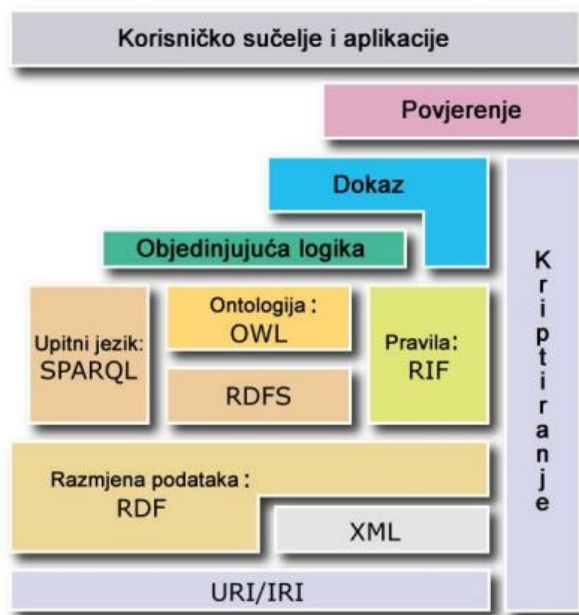 Korisničko sučelje i aplikacije
Povjerenje
Dokaz
Objedinjujuća logika
Upitni jezik:
SPARQL
Ontologija :
OWL
RDFS
Pravila:
RIF
Kriptiranje
Razmjena podataka :
RDF
XML
URI/IRI